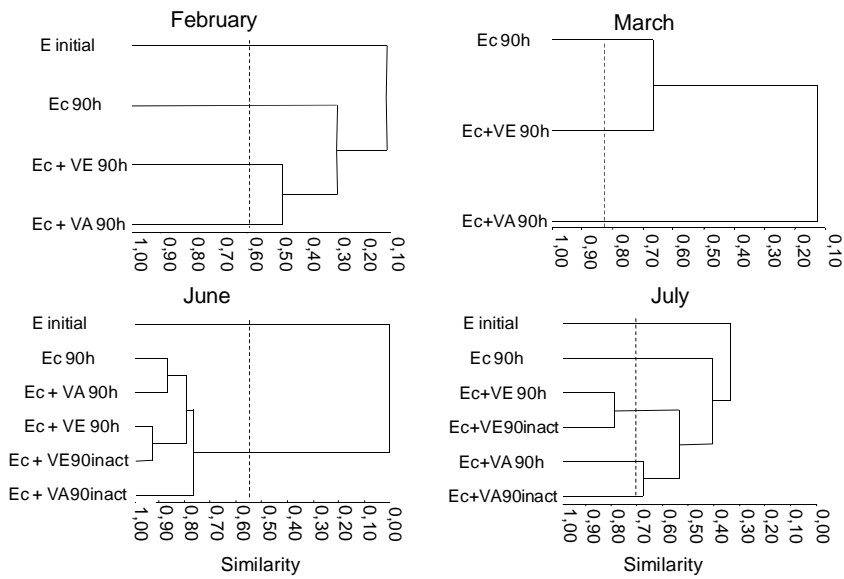 February
E initial
Ec 90h
Ec + VE 90h
Ec + VA 90h
1,00 0,90 0,80 0,70 0,60 0,50 0,40 0,30 0,20 0,10
March
Ec 90h
Ec+VE 90h
Ec+VA 90h
1,00 0,90 0,80 0,70 0,60 0,50 0,40 0,30 0,20 0,10
June
E initial
Ec 90h
Ec + VA 90h
Ec + VE 90h
Ec + VE90inact
Ec + VA90inact
1,00 0,90 0,80 0,70 0,60 0,50 0,40 0,30 0,20 0,10 0,00
Similarity
July
E initial
Ec 90h
Ec+VE 90h
Ec+VE90inact
Ec+VA 90h
Ec+VA90inact
1,00 0,90 0,80 0,70 0,60 0,50 0,40 0,30 0,20 0,10 0,00
Similarity